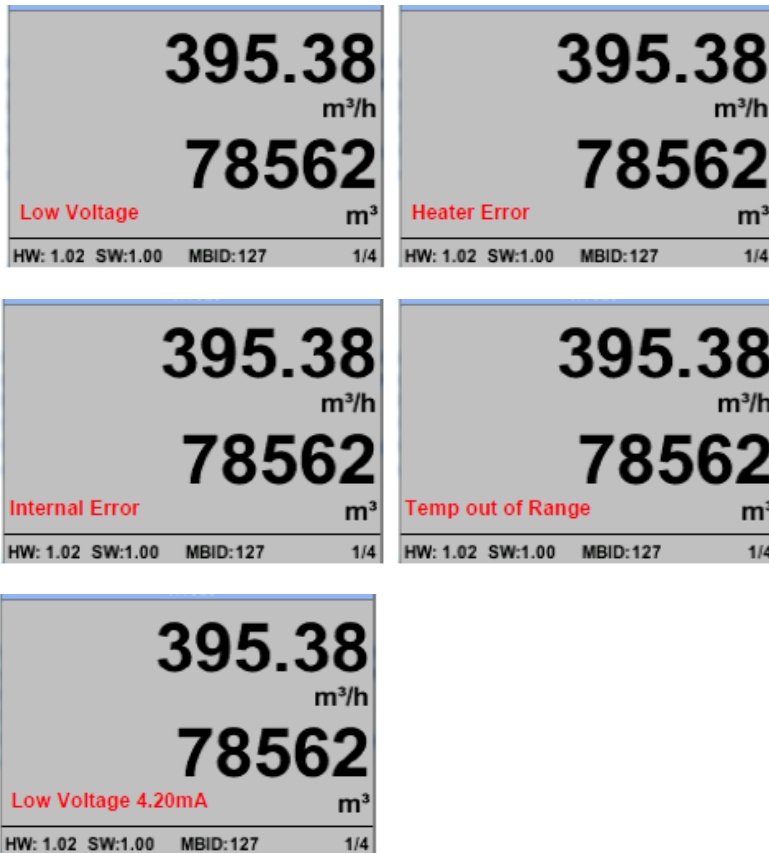 395.38
m³/h
78562
Low Voltage m³
HW: 1.02 SW:1.00 MBID:127 1/4
395.38
m³/h
78562
Heater Error m³
HW: 1.02 SW:1.00 MBID:127 1/4
395.38
m³/h
78562
Internal Error m³
HW: 1.02 SW:1.00 MBID:127 1/4
395.38
m³/h
78562
Temp out of Range m³
HW: 1.02 SW:1.00 MBID:127 1/4
395.38
m³/h
78562
Low Voltage 4.20mA m³
HW: 1.02 SW:1.00 MBID:127 1/4